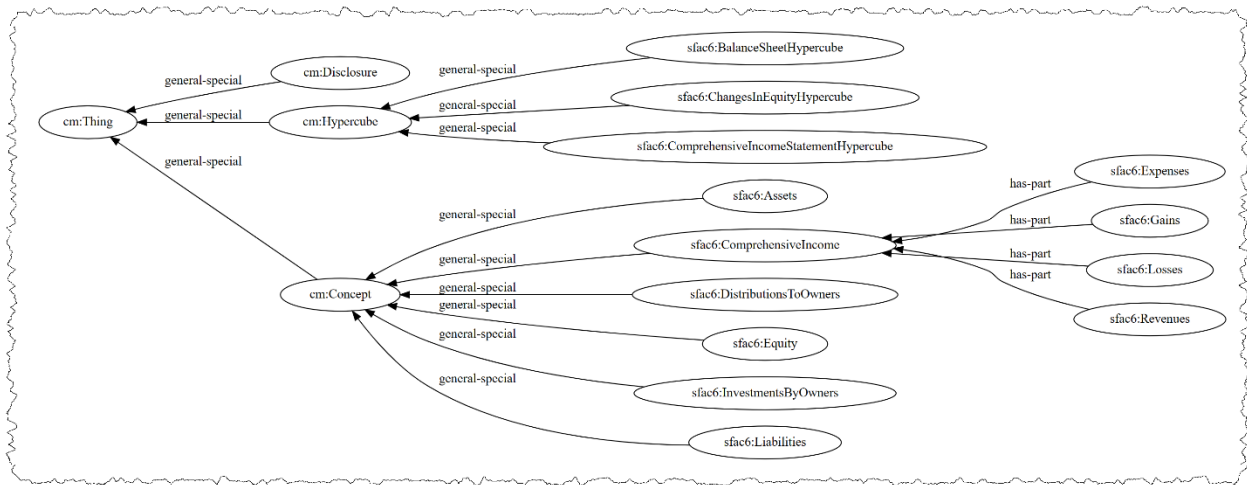 sfac6:BalanceSheetHypercube
general-special
cm:Disclosure
general-special
sfac6:ChangesInEquityHypercube
general-special
cm:Thing
general-special
cm:Hypercube
general-special
sfac6:ComprehensiveIncomeStatementHypercube
general-special
sfac6:Expenses
has-part
sfac6:Assets
general-special
has-part
sfac6:Gains
sfac6:ComprehensiveIncome
general-special
has-part
sfac6:Losses
has-part
cm:Concept
general-special
sfac6:DistributionsToOwners
general-special
sfac6:Revenues
general-special
sfac6:Equity
general-special
sfac6:InvestmentsByOwners
sfac6:Liabilities